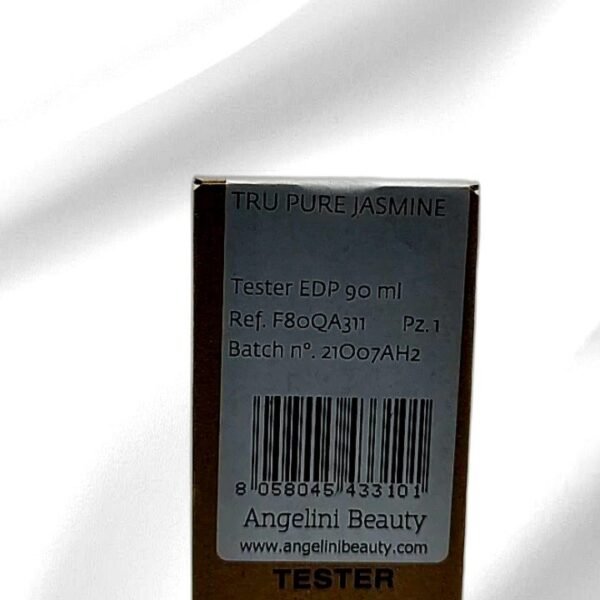 TRU PURE JASMINE
Tester EDP 90 ml
Ref. F80QA311 Pz. 1
Batch n°. 21O07AH2
8 058045 433101
Angelini Beauty
www.angelinibeauty.com
TESTER